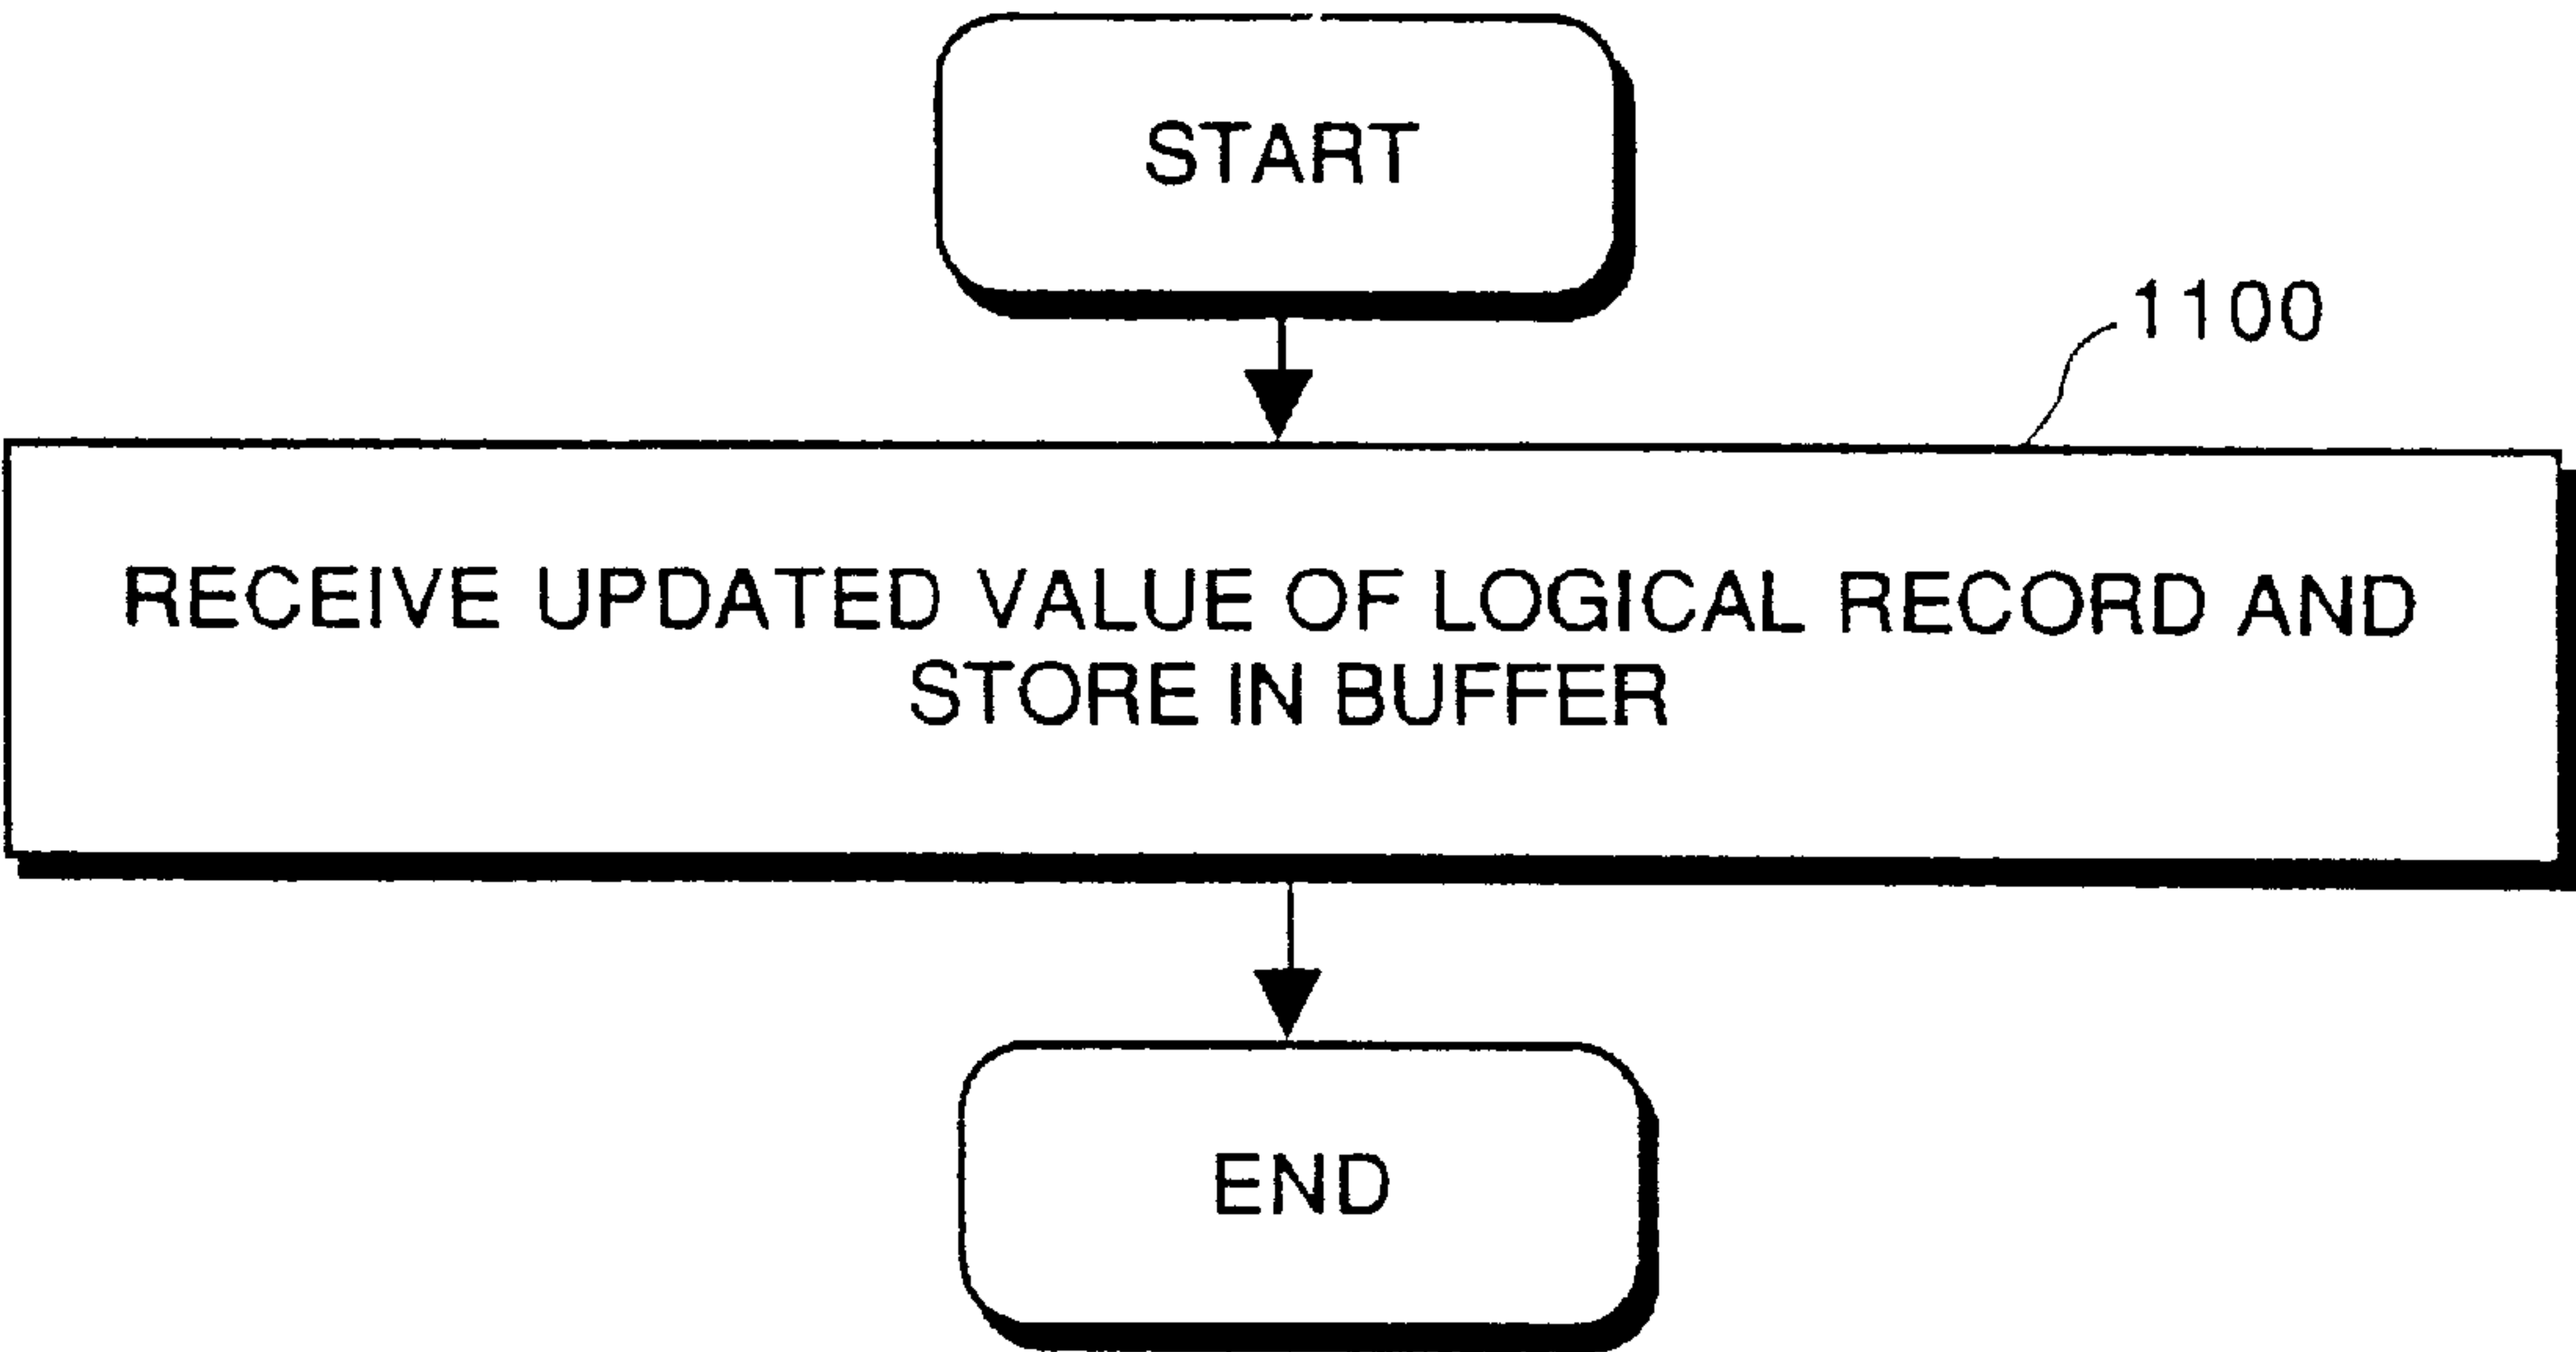 START
1100
RECEIVE UPDATED VALUE OF LOGICAL RECORD AND
STORE IN BUFFER
END